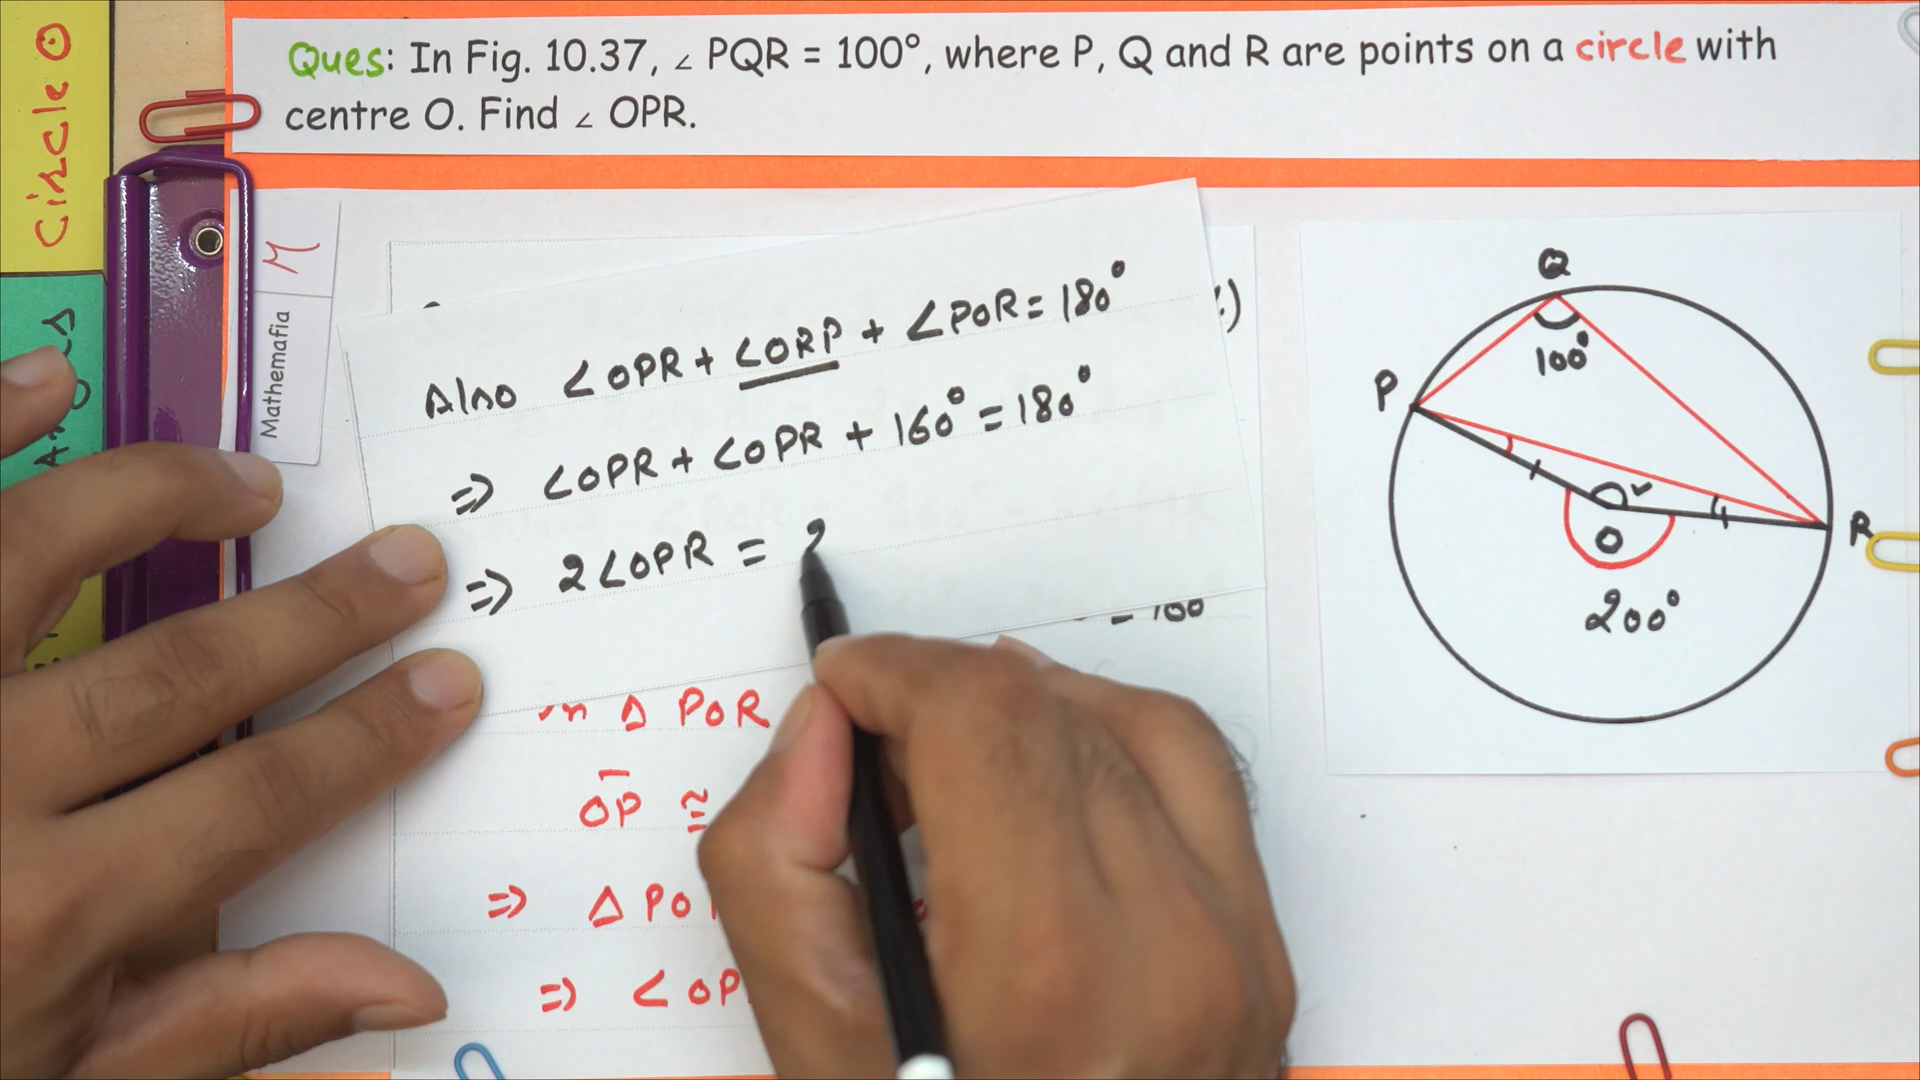 Ques: In Fig. 10.37, ∠ PQR = 100°, where P, Q and R are points on a circle with
centre O. Find ∠ OPR.
Circle O
M
Mathemafia
Also ∠OPR + ∠ORP + ∠POR = 180°
⇒ ∠OPR + ∠OPR + 160° = 180°
⇒ 2∠OPR = 2
= 160
in Δ POR
OP ≅
⇒ Δ PO
⇒ ∠OP
Q
100°
P
R
O
200°